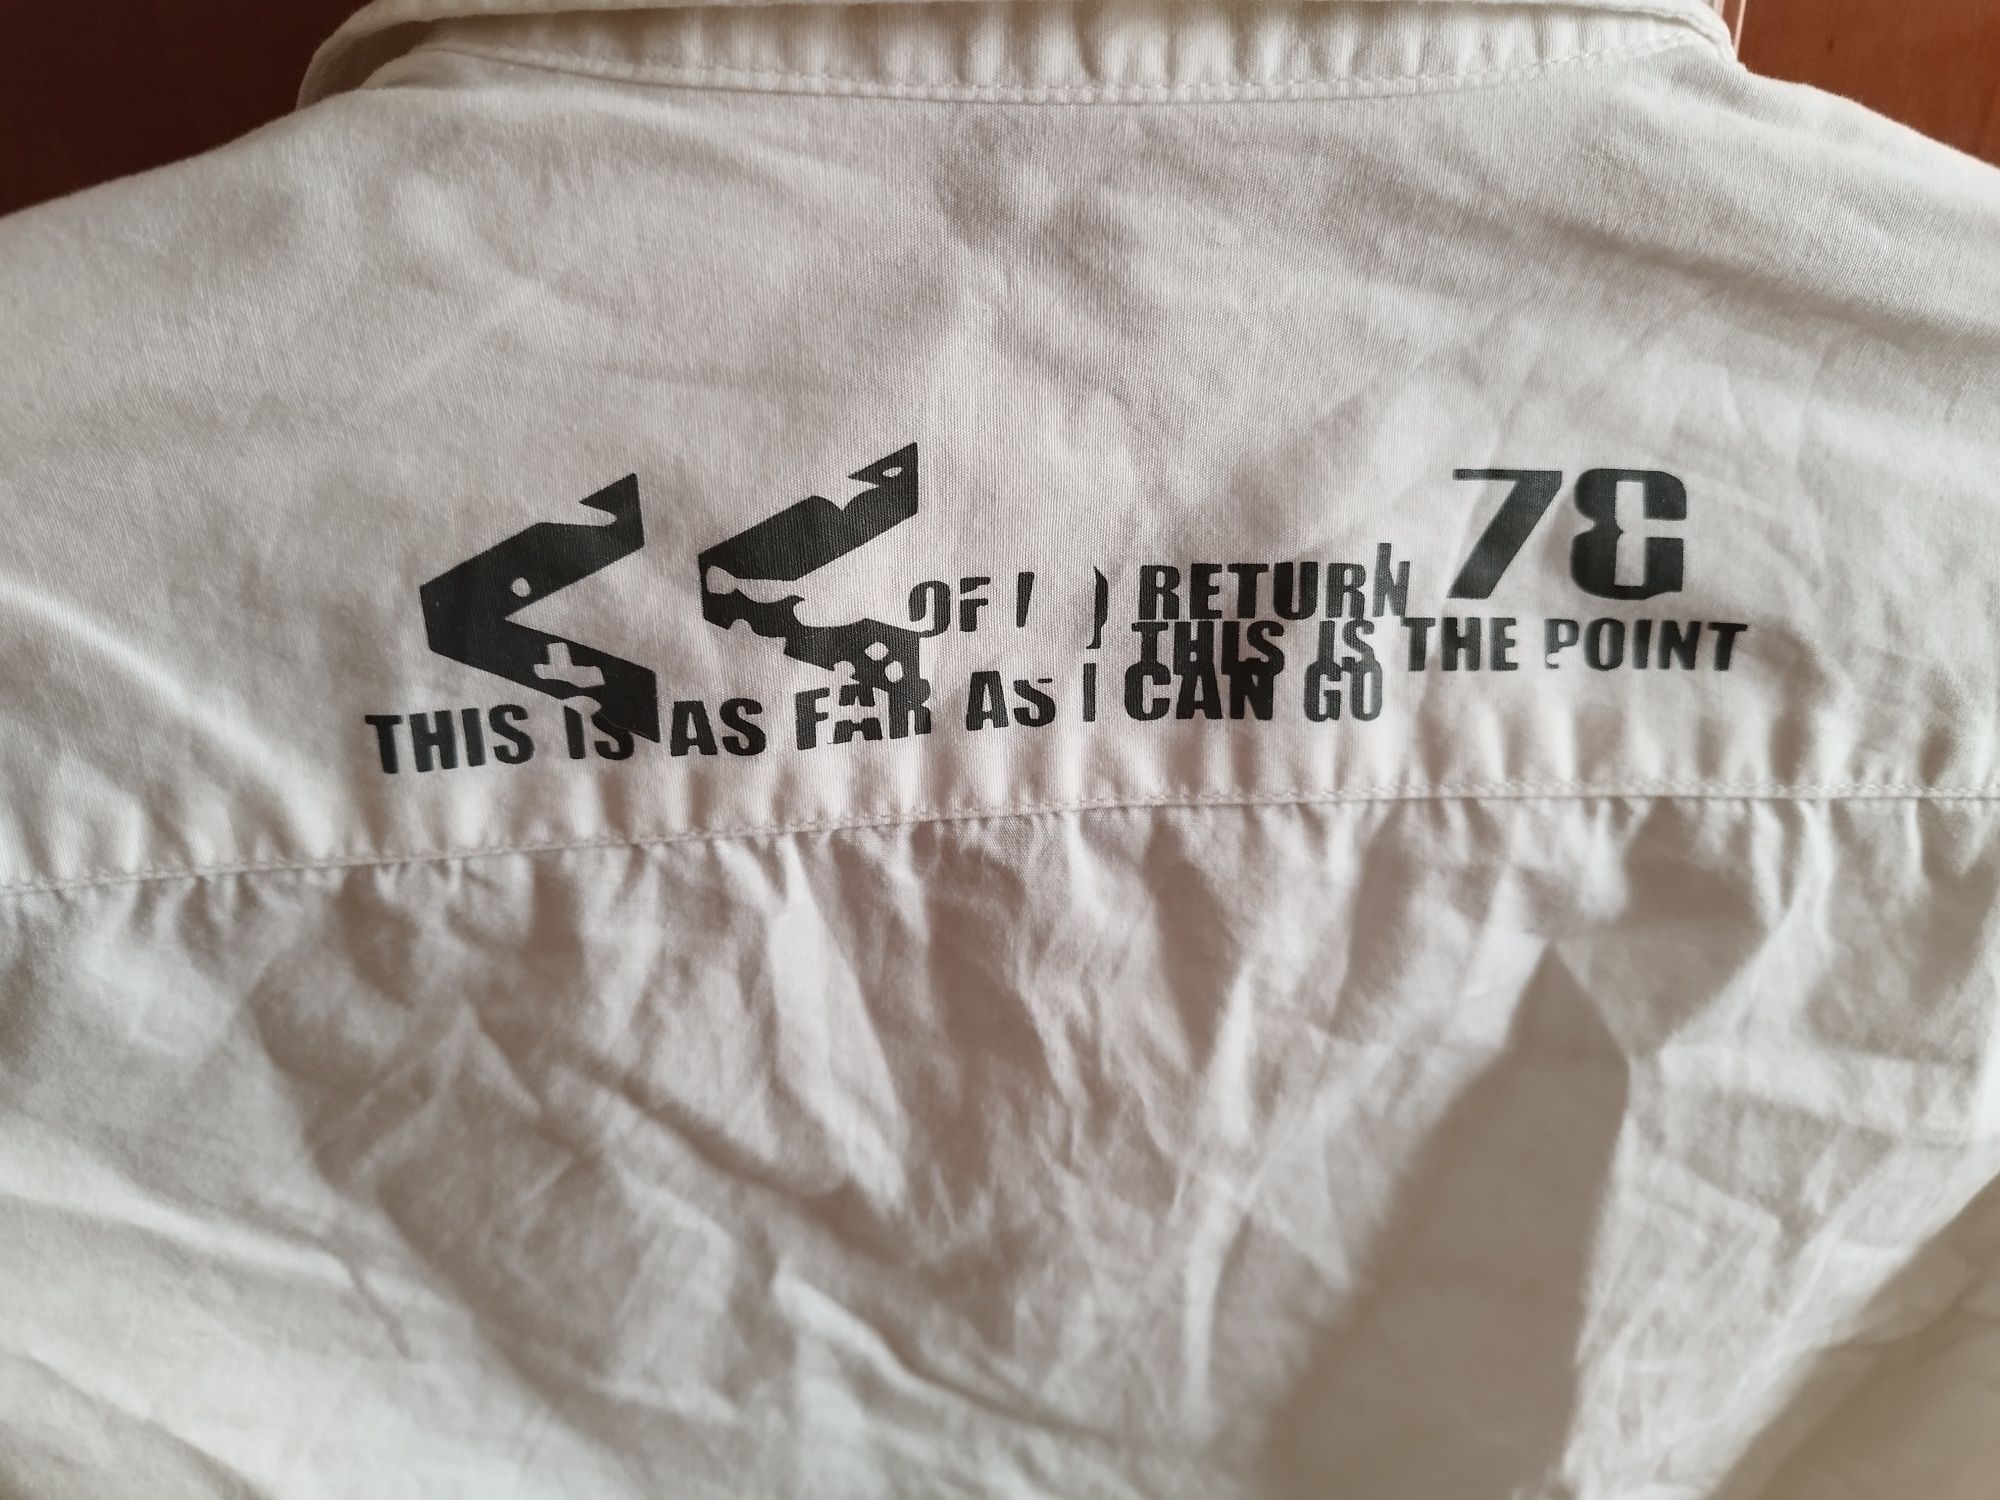 78
OF RETURN
THIS IS THE POINT
THIS IS AS FAR AS I CAN GO